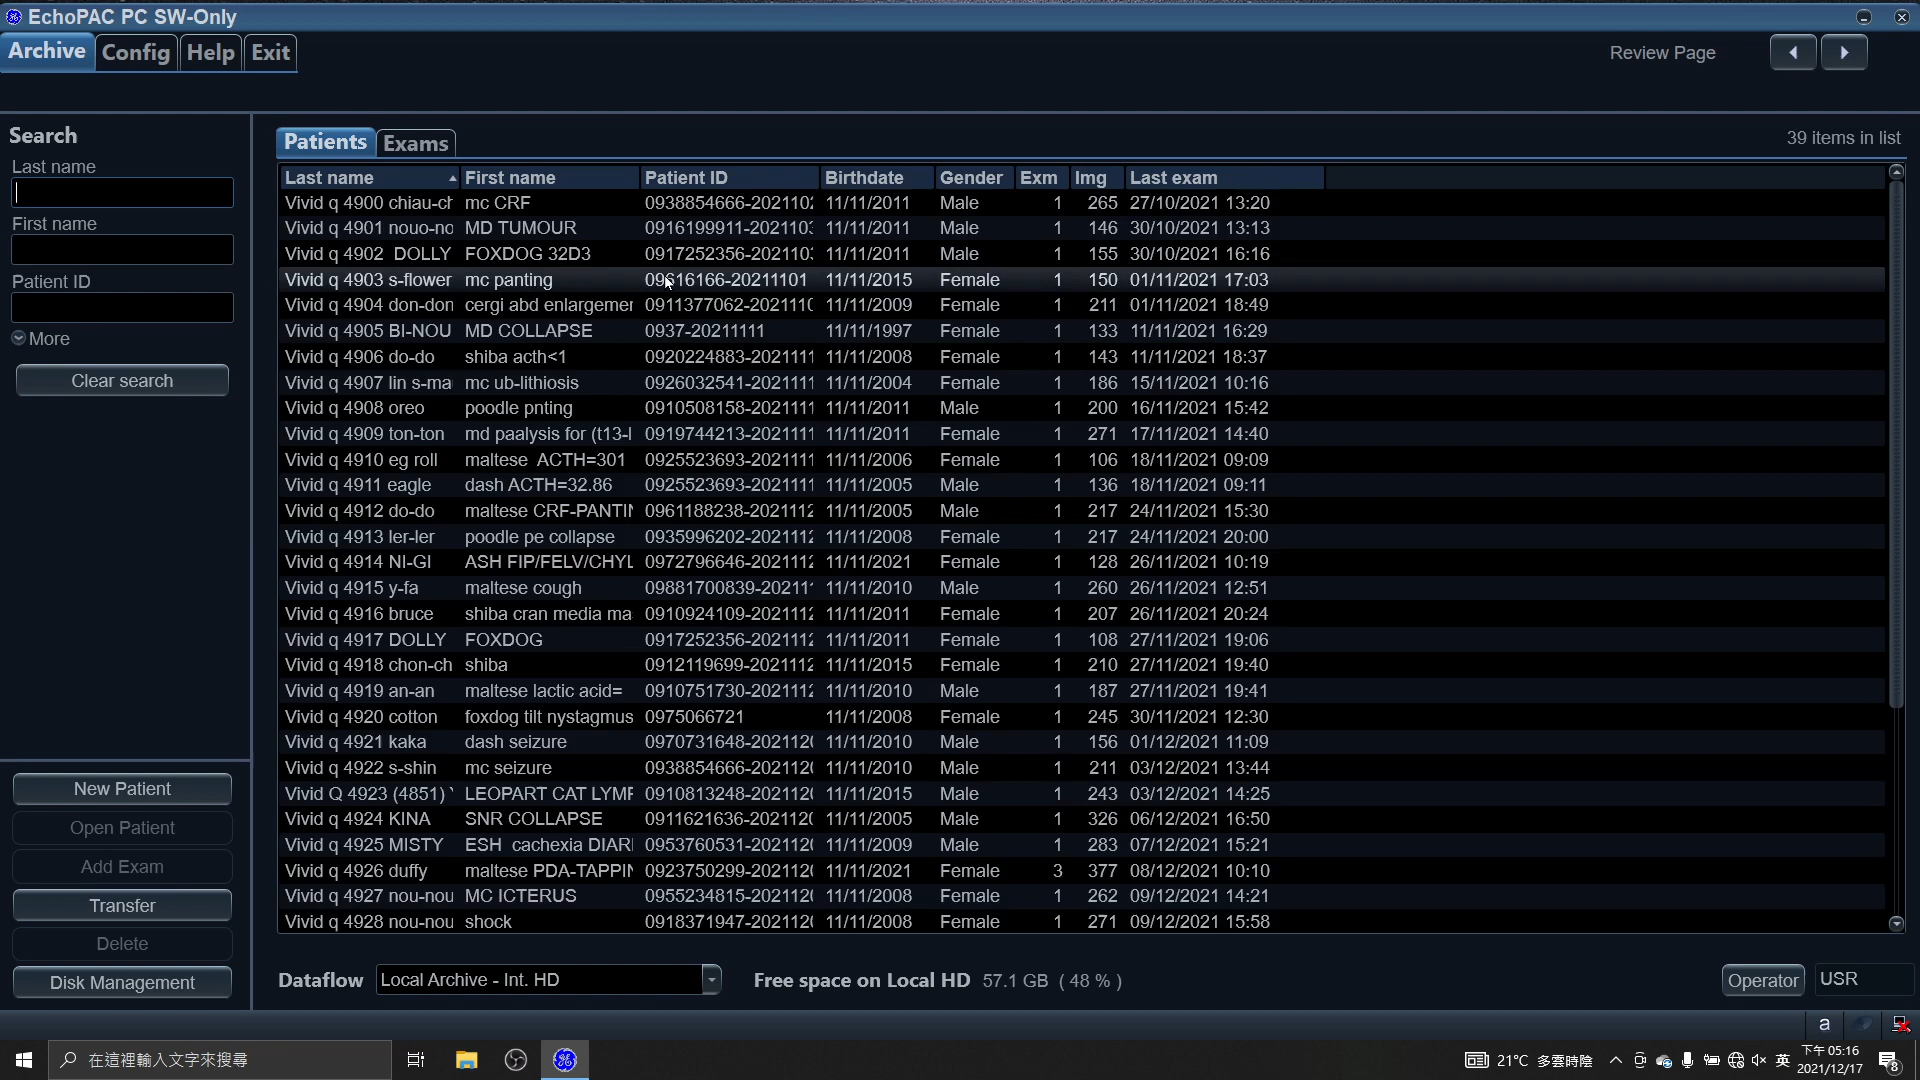 EchoPAC PC SW-Only
Archive Config Help Exit
Review Page
Search
Last name
First name
Patient ID
More
Clear search
New Patient
Open Patient
Add Exam
Transfer
Delete
Disk Management
Patients Exams
39 items in list
Last name First name Patient ID Birthdate Gender Exm Img Last exam
Vivid q 4900 chiau-ch mc CRF 0938854666-2021102 11/11/2011 Male 1 265 27/10/2021 13:20
Vivid q 4901 nouo-no MD TUMOUR 0916199911-2021103 11/11/2011 Male 1 146 30/10/2021 13:13
Vivid q 4902 DOLLY FOXDOG 32D3 0917252356-202110 11/11/2011 Male 1 155 30/10/2021 16:16
Vivid q 4903 s-flower mc panting 09616166-20211101 11/11/2015 Female 1 150 01/11/2021 17:03
Vivid q 4904 don-don cergi abd enlargemer 0911377062-202111 11/11/2009 Female 1 211 01/11/2021 18:49
Vivid q 4905 BI-NOU MD COLLAPSE 0937-20211111 11/11/1997 Female 1 133 11/11/2021 16:29
Vivid q 4906 do-do shiba acth<1 0920224883-2021111 11/11/2008 Female 1 143 11/11/2021 18:37
Vivid q 4907 lin s-ma mc ub-lithiosis 0926032541-2021111 11/11/2004 Female 1 186 15/11/2021 10:16
Vivid q 4908 oreo poodle pnting 0910508158-2021111 11/11/2011 Male 1 200 16/11/2021 15:42
Vivid q 4909 ton-ton md paalysis for (t13-l 0919744213-2021111 11/11/2011 Female 1 271 17/11/2021 14:40
Vivid q 4910 eg roll maltese ACTH=301 0925523693-2021111 11/11/2006 Female 1 106 18/11/2021 09:09
Vivid q 4911 eagle dash ACTH=32.86 0925523693-2021111 11/11/2005 Male 1 136 18/11/2021 09:11
Vivid q 4912 do-do maltese CRF-PANTIN 0961188238-2021112 11/11/2005 Male 1 217 24/11/2021 15:30
Vivid q 4913 ler-ler poodle pe collapse 0935996202-2021112 11/11/2008 Female 1 217 24/11/2021 20:00
Vivid q 4914 NI-GI ASH FIP/FELV/CHYL 0972796646-2021112 11/11/2021 Female 1 128 26/11/2021 10:19
Vivid q 4915 y-fa maltese cough 09881700839-20211 11/11/2010 Male 1 260 26/11/2021 12:51
Vivid q 4916 bruce shiba cran media ma 0910924109-2021112 11/11/2011 Female 1 207 26/11/2021 20:24
Vivid q 4917 DOLLY FOXDOG 0917252356-2021112 11/11/2011 Female 1 108 27/11/2021 19:06
Vivid q 4918 chon-ch shiba 0912119699-2021112 11/11/2015 Female 1 210 27/11/2021 19:40
Vivid q 4919 an-an maltese lactic acid= 0910751730-2021112 11/11/2010 Male 1 187 27/11/2021 19:41
Vivid q 4920 cotton foxdog tilt nystagmus 0975066721 11/11/2008 Female 1 245 30/11/2021 12:30
Vivid q 4921 kaka dash seizure 0970731648-2021120 11/11/2010 Male 1 156 01/12/2021 11:09
Vivid q 4922 s-shin mc seizure 0938854666-2021120 11/11/2010 Male 1 211 03/12/2021 13:44
Vivid Q 4923 (4851) LEOPART CAT LYMF 0910813248-2021120 11/11/2015 Male 1 243 03/12/2021 14:25
Vivid q 4924 KINA SNR COLLAPSE 0911621636-2021120 11/11/2005 Male 1 326 06/12/2021 16:50
Vivid q 4925 MISTY ESH cachexia DIARI 0953760531-2021120 11/11/2009 Male 1 283 07/12/2021 15:21
Vivid q 4926 duffy maltese PDA-TAPPIN 0923750299-2021120 11/11/2021 Female 3 377 08/12/2021 10:10
Vivid q 4927 nou-nou MC ICTERUS 0955234815-2021120 11/11/2008 Female 1 262 09/12/2021 14:21
Vivid q 4928 nou-nou shock 0918371947-2021120 11/11/2008 Female 1 271 09/12/2021 15:58
Dataflow Local Archive - Int. HD Free space on Local HD 57.1 GB ( 48 % ) Operator USR
a
在這裡輸入文字來搜尋 21°C 多雲時陰 英 下午 05:16
2021/12/17 8